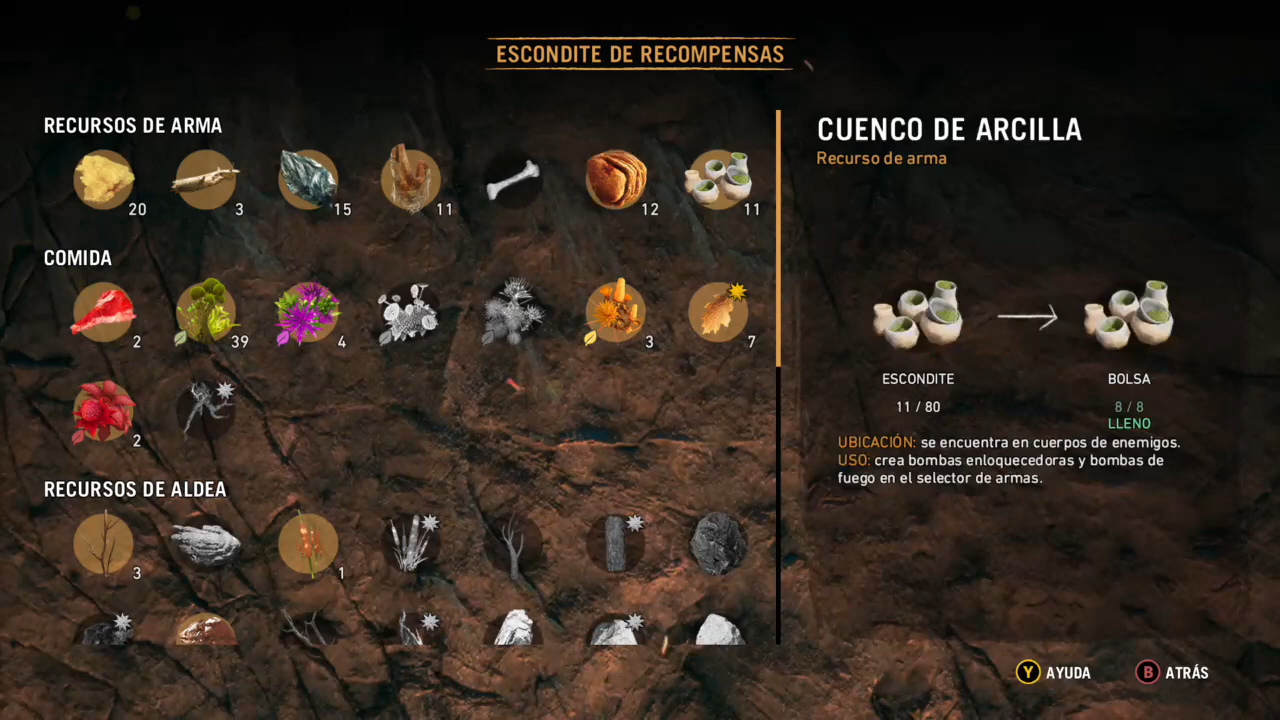 ESCONDITE DE RECOMPENSAS
RECURSOS DE ARMA
20
3
15
11
12
11
COMIDA
2
39
4
3
7
2
RECURSOS DE ALDEA
3
1
CUENCO DE ARCILLA
Recurso de arma
ESCONDITE
BOLSA
11 / 80
8 / 8
LLENO
UBICACIÓN: se encuentra en cuerpos de enemigos.
USO: crea bombas enloquecedoras y bombas de
fuego en el selector de armas.
Y AYUDA
B ATRÁS